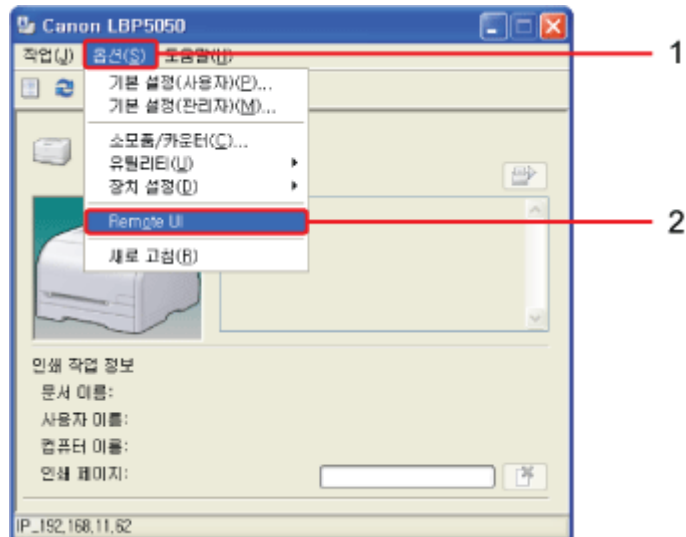 Canon LBP5050
작업(J) 옵션(S) 도움말(H)
1
기본 설정(사용자)(P)...
기본 설정(관리자)(M)...
소모품/카운터(C)...
유틸리티(U)
장치 설정(D)
Remote UI
2
새로 고침(R)
인쇄 작업 정보
문서 이름:
사용자 이름:
컴퓨터 이름:
인쇄 페이지:
IP_192,168,11,62